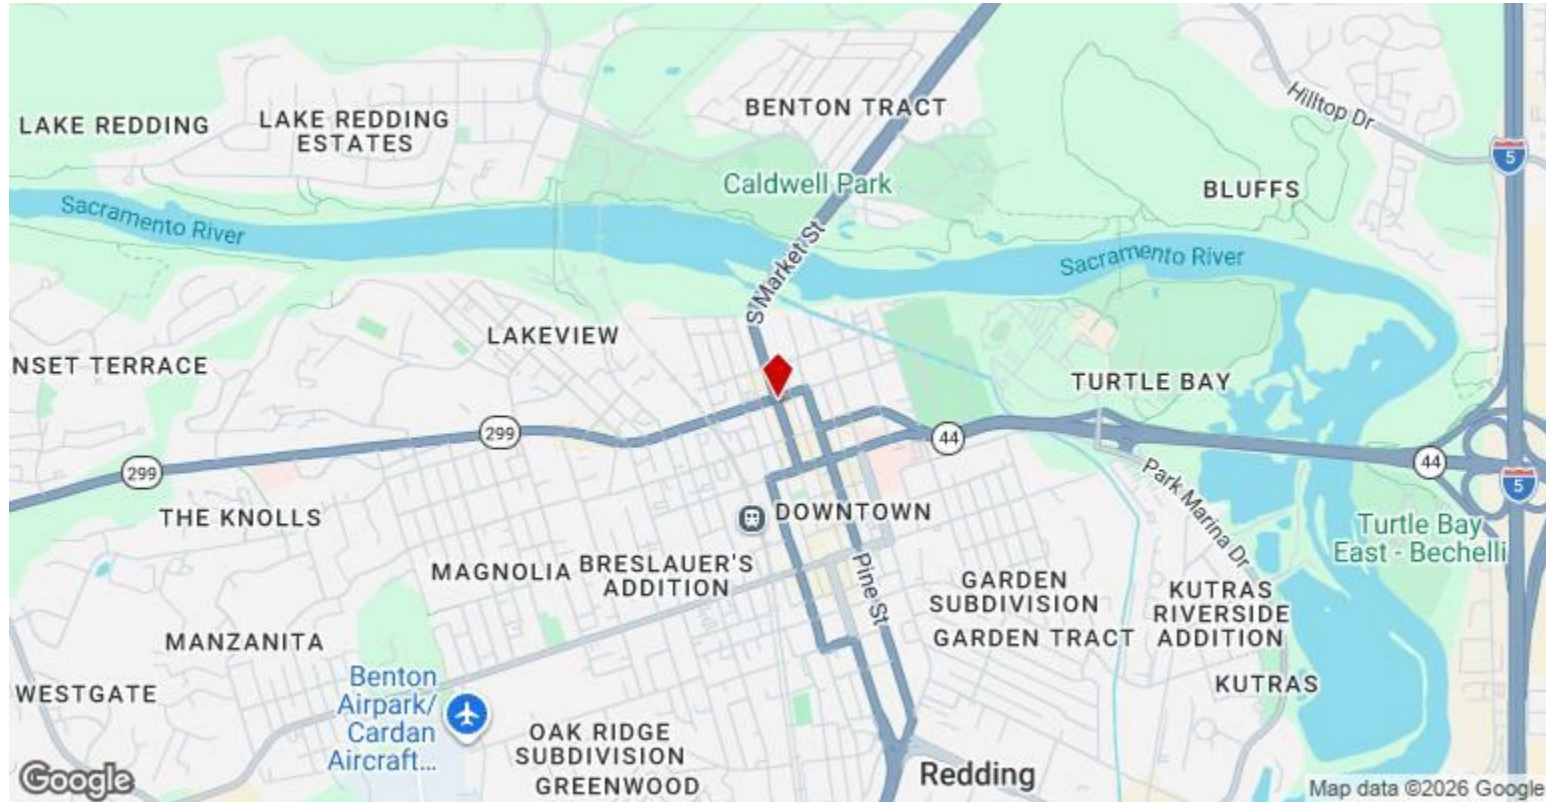 BENTON TRACT
Hilltop Dr
LAKE REDDING
LAKE REDDING
ESTATES
5
Caldwell Park
BLUFFS
Sacramento River
S Market St
Sacramento River
LAKEVIEW
NSET TERRACE
TURTLE BAY
299
44
299
44
5
Park Marina Dr
THE KNOLLS
DOWNTOWN
Turtle Bay
East - Bechelli
MAGNOLIA
BRESLAUER'S
ADDITION
Pine St
GARDEN
SUBDIVISION
KUTRAS
RIVERSIDE
ADDITION
GARDEN TRACT
MANZANITA
WESTGATE
Benton
Airpark/
Cardan
Aircraft...
KUTRAS
OAK RIDGE
SUBDIVISION
GREENWOOD
Redding
Google
Map data ©2026 Google